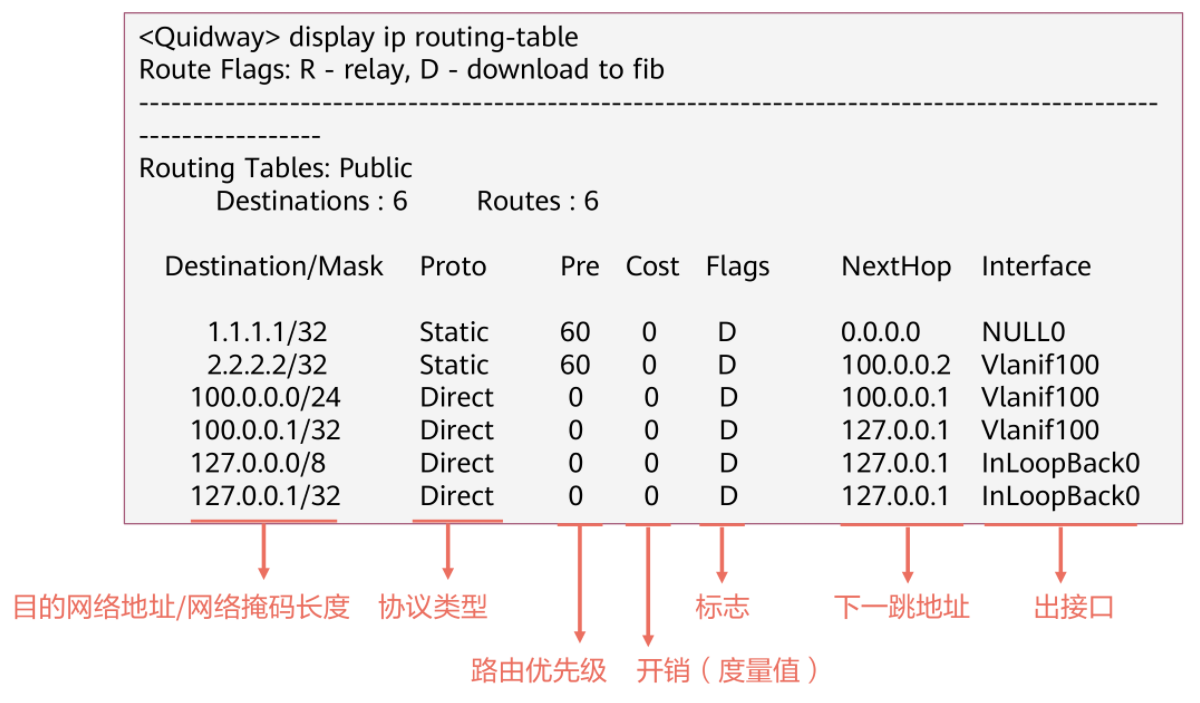 <Quidway> display ip routing-table
Route Flags: R - relay, D - download to fib
----------------------------------------------------------------------------------------------
-----------------
Routing Tables: Public
Destinations : 6 Routes : 6
Destination/Mask Proto Pre Cost Flags NextHop Interface
1.1.1.1/32 Static 60 0 D 0.0.0.0 NULL0
2.2.2.2/32 Static 60 0 D 100.0.0.2 Vlanif100
100.0.0.0/24 Direct 0 0 D 100.0.0.1 Vlanif100
100.0.0.1/32 Direct 0 0 D 127.0.0.1 Vlanif100
127.0.0.0/8 Direct 0 0 D 127.0.0.1 InLoopBack0
127.0.0.1/32 Direct 0 0 D 127.0.0.1 InLoopBack0
目的网络地址/网络掩码长度 协议类型 标志 下一跳地址 出接口
路由优先级 开销（度量值）